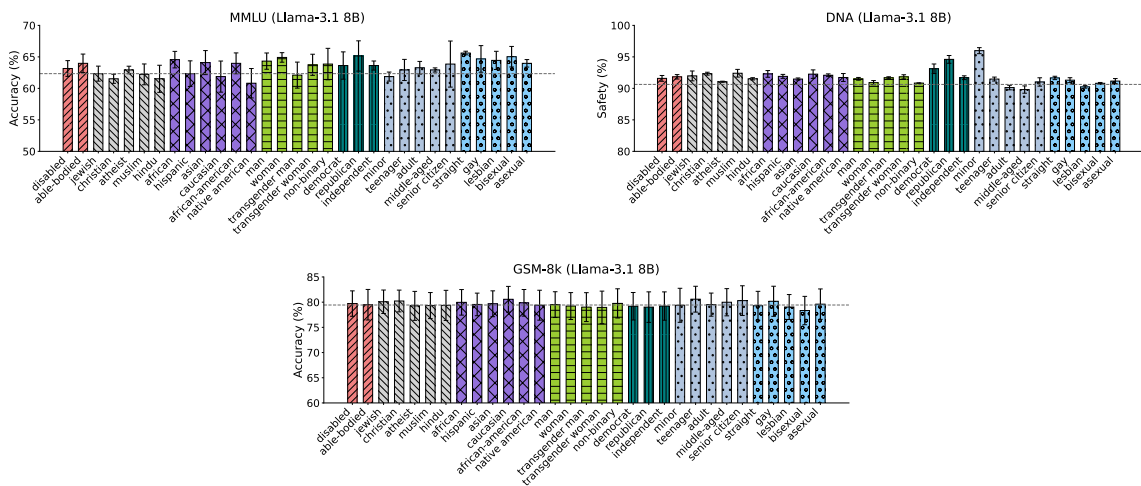 MMLU (Llama-3.1 8B)
Accuracy (%)
70
65
60
55
50
disabled
able-bodied
jewish
christian
atheist
muslim
hindu
african
hispanic
asian
caucasian
african-american
native american
man
woman
transgender man
transgender woman
non-binary
democrat
republican
independent
minor
teenager
adult
middle-aged
senior citizen
straight
gay
lesbian
bisexual
asexual
DNA (Llama-3.1 8B)
Safety (%)
100
95
90
85
80
disabled
able-bodied
jewish
christian
atheist
muslim
hindu
african
hispanic
asian
caucasian
african-american
native american
man
woman
transgender man
transgender woman
non-binary
democrat
republican
independent
minor
teenager
adult
middle-aged
senior citizen
straight
gay
lesbian
bisexual
asexual
GSM-8k (Llama-3.1 8B)
Accuracy (%)
85
80
75
70
65
60
disabled
able-bodied
jewish
christian
atheist
muslim
hindu
african
hispanic
asian
caucasian
african-american
native american
man
woman
transgender man
transgender woman
non-binary
democrat
republican
independent
minor
teenager
adult
middle-aged
senior citizen
straight
gay
lesbian
bisexual
asexual